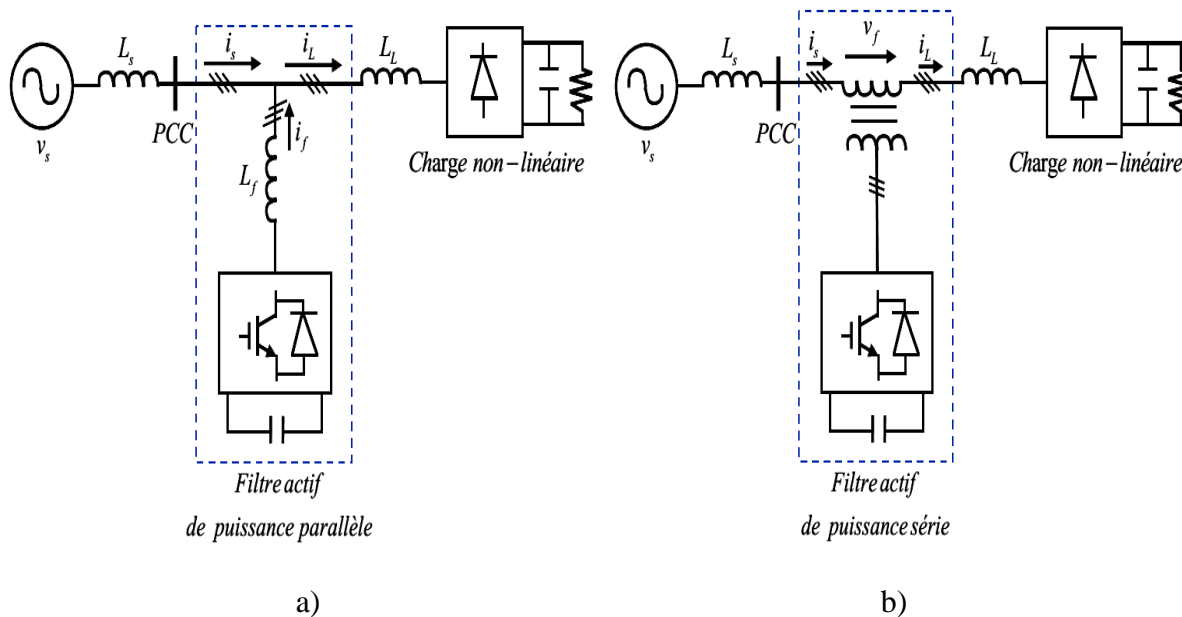 L_s
i_s
i_L
L_L
v_s
PCC
i_f
L_f
Charge non-linéaire
Filtre actif
de puissance parallèle
a)
L_s
i_s
v_f
i_L
L_L
v_s
PCC
Charge non-linéaire
Filtre actif
de puissance série
b)